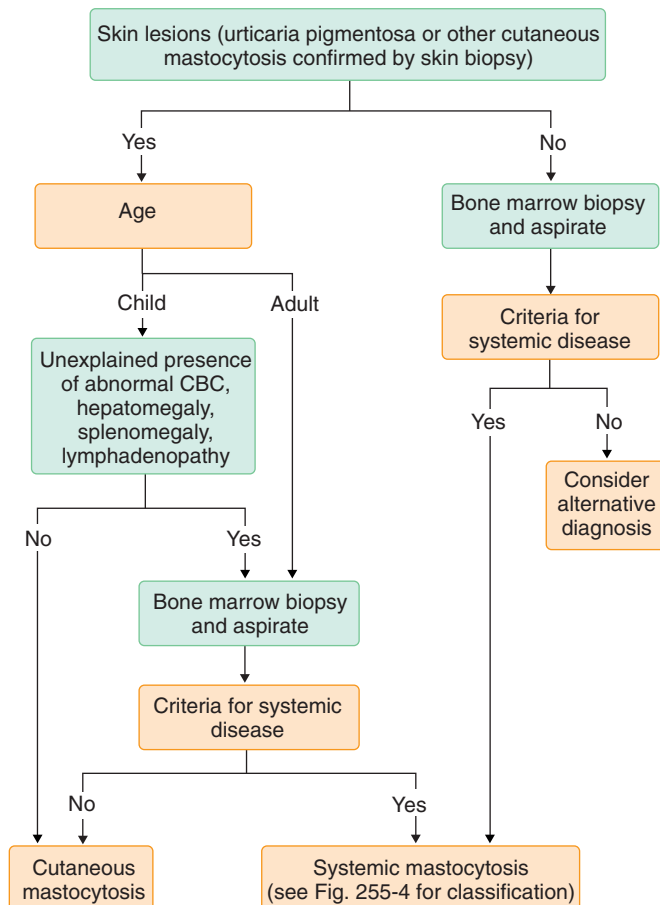 Skin lesions (urticaria pigmentosa or other cutaneous
mastocytosis confirmed by skin biopsy)
Yes
No
Age
Bone marrow biopsy
and aspirate
Child
Adult
Criteria for
systemic disease
Unexplained presence
of abnormal CBC,
hepatomegaly,
splenomegaly,
lymphadenopathy
Yes
No
Consider
alternative
diagnosis
No
Yes
Bone marrow biopsy
and aspirate
Criteria for systemic
disease
No
Yes
Cutaneous
mastocytosis
Systemic mastocytosis
(see Fig. 255-4 for classification)